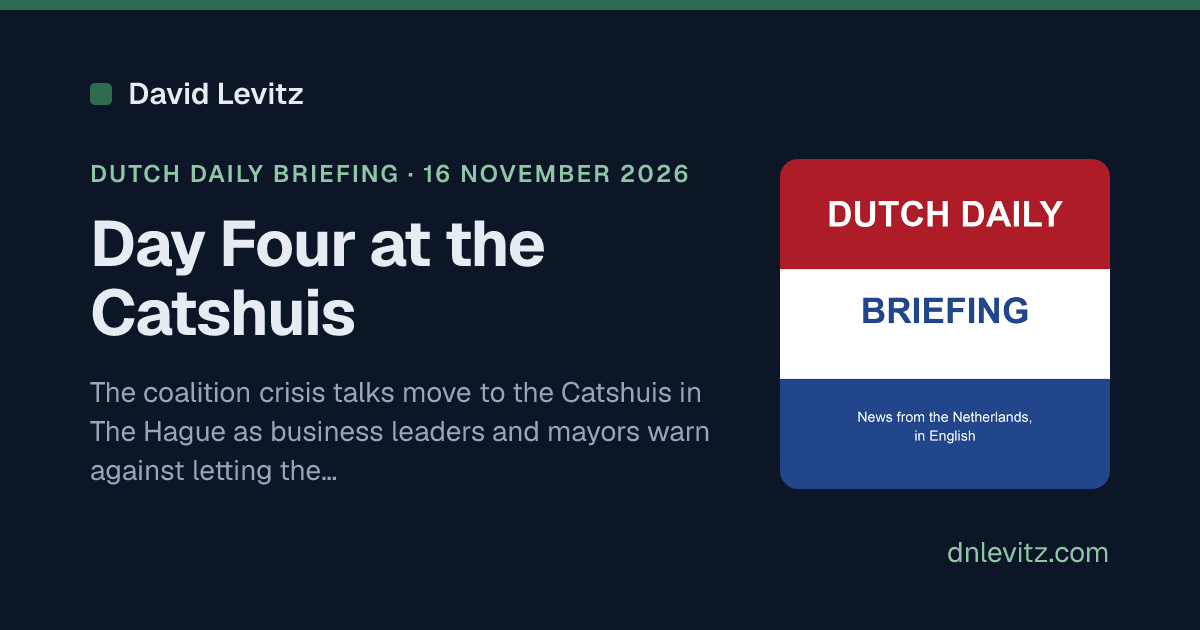 David Levitz
DUTCH DAILY BRIEFING · 16 NOVEMBER 2026
Day Four at the
Catshuis
The coalition crisis talks move to the Catshuis in
The Hague as business leaders and mayors warn
against letting the…
DUTCH DAILY
BRIEFING
News from the Netherlands,
in English
dnlevitz.com